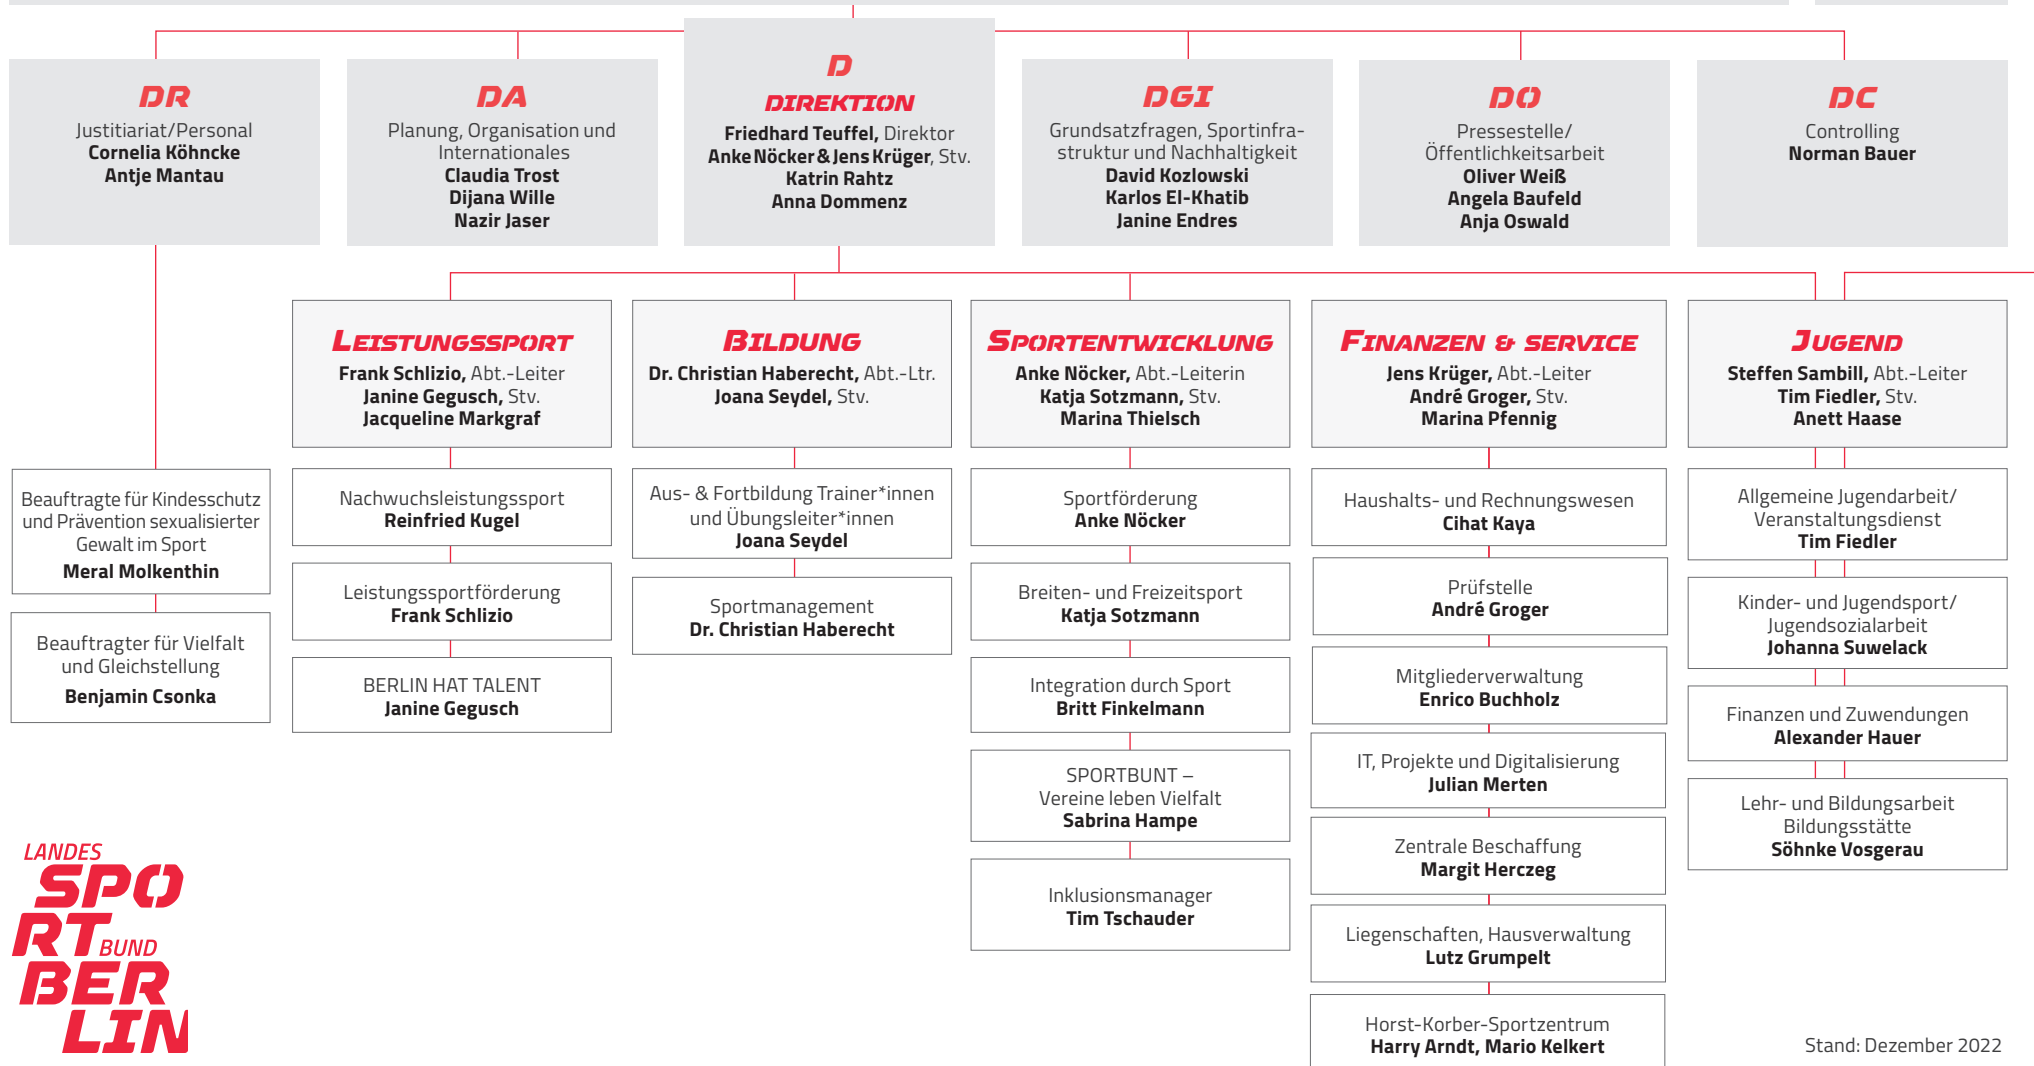 DR
Justitiariat/Personal
Cornelia Köhncke
Antje Mantau
DA
Planung, Organisation und
Internationales
Claudia Trost
Dijana Wille
Nazir Jaser
D
DIREKTION
Friedhard Teuffel, Direktor
Anke Nöcker & Jens Krüger, Stv.
Katrin Rahtz
Anna Dommenz
DGI
Grundsatzfragen, Sportinfra-
struktur und Nachhaltigkeit
David Kozlowski
Karlos El-Khatib
Janine Endres
DO
Pressestelle/
Öffentlichkeitsarbeit
Oliver Weiß
Angela Baufeld
Anja Oswald
DC
Controlling
Norman Bauer
Beauftragte für Kindesschutz
und Prävention sexualisierter
Gewalt im Sport
Meral Molkenthin
Beauftragter für Vielfalt
und Gleichstellung
Benjamin Csonka
LEISTUNGSSPORT
Frank Schlizio, Abt.-Leiter
Janine Gegusch, Stv.
Jacqueline Markgraf
Nachwuchsleistungssport
Reinfried Kugel
Leistungssportförderung
Frank Schlizio
BERLIN HAT TALENT
Janine Gegusch
BILDUNG
Dr. Christian Haberecht, Abt.-Ltr.
Joana Seydel, Stv.
Aus- & Fortbildung Trainer*innen
und Übungsleiter*innen
Joana Seydel
Sportmanagement
Dr. Christian Haberecht
SPORTENTWICKLUNG
Anke Nöcker, Abt.-Leiterin
Katja Sotzmann, Stv.
Marina Thielsch
Sportförderung
Anke Nöcker
Breiten- und Freizeitsport
Katja Sotzmann
Integration durch Sport
Britt Finkelmann
SPORTBUNT –
Vereine leben Vielfalt
Sabrina Hampe
Inklusionsmanager
Tim Tschauder
FINANZEN & SERVICE
Jens Krüger, Abt.-Leiter
André Groger, Stv.
Marina Pfennig
Haushalts- und Rechnungswesen
Cihat Kaya
Prüfstelle
André Groger
Mitgliederverwaltung
Enrico Buchholz
IT, Projekte und Digitalisierung
Julian Merten
Zentrale Beschaffung
Margit Herczeg
Liegenschaften, Hausverwaltung
Lutz Grumpelt
Horst-Korber-Sportzentrum
Harry Arndt, Mario Kelkert
JUGEND
Steffen Sambill, Abt.-Leiter
Tim Fiedler, Stv.
Anett Haase
Allgemeine Jugendarbeit/
Veranstaltungsdienst
Tim Fiedler
Kinder- und Jugendsport/
Jugendsozialarbeit
Johanna Suwelack
Finanzen und Zuwendungen
Alexander Hauer
Lehr- und Bildungsarbeit
Bildungsstätte
Söhnke Vosgerau
LANDES
SPO
RT BUND
BER
LIN
Stand: Dezember 2022